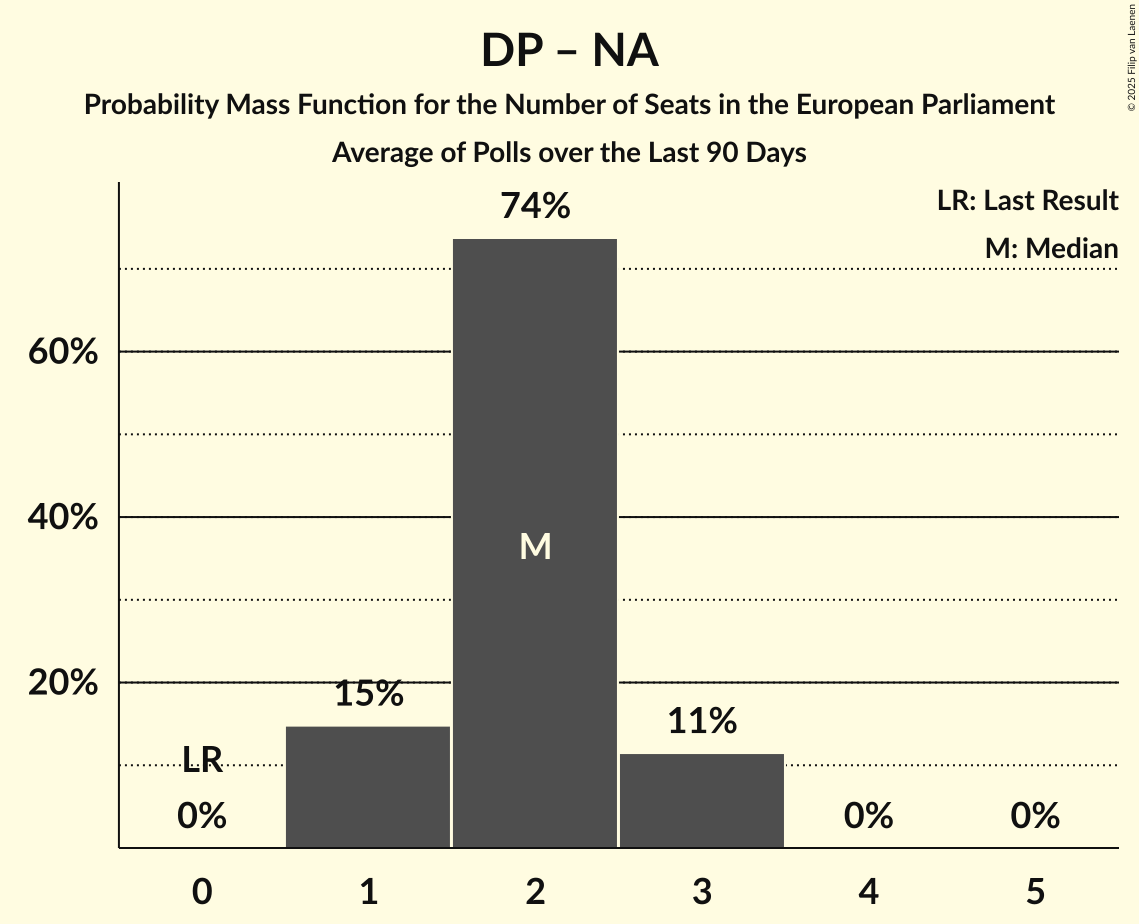 DP – NA
Probability Mass Function for the Number of Seats in the European Parliament
Average of Polls over the Last 90 Days
© 2025 Filip van Laenen
LR: Last Result
M: Median
74%
60%
40%
M
20%
15%
11%
LR
0%
0%
0%
0
1
2
3
4
5